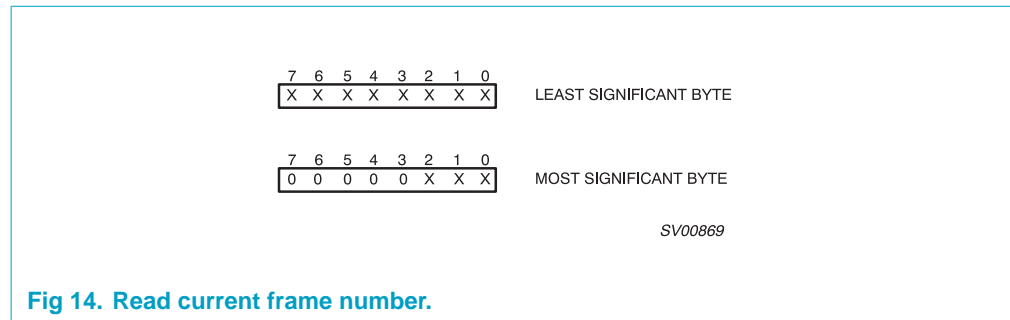 7 6 5 4 3 2 1 0
X X X X X X X X LEAST SIGNIFICANT BYTE
7 6 5 4 3 2 1 0
0 0 0 0 0 X X X MOST SIGNIFICANT BYTE
SV00869
Fig 14. Read current frame number.